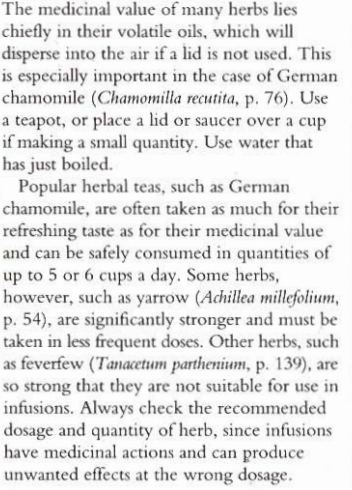 The medicinal value of many herbs lies
chiefly in their volatile oils, which will
disperse into the air if a lid is not used. This
is especially important in the case of German
chamomile (Chamomilla recutita, p. 76). Use
a teapot, or place a lid or saucer over a cup
if making a small quantity. Use water that
has just boiled.
Popular herbal teas, such as German
chamomile, are often taken as much for their
refreshing taste as for their medicinal value
and can be safely consumed in quantities of
up to 5 or 6 cups a day. Some herbs,
however, such as yarrow (Achillea millefolium,
p. 54), are significantly stronger and must be
taken in less frequent doses. Other herbs, such
as feverfew (Tanacetum parthenium, p. 139), are
so strong that they are not suitable for use in
infusions. Always check the recommended
dosage and quantity of herb, since infusions
have medicinal actions and can produce
unwanted effects at the wrong dosage.